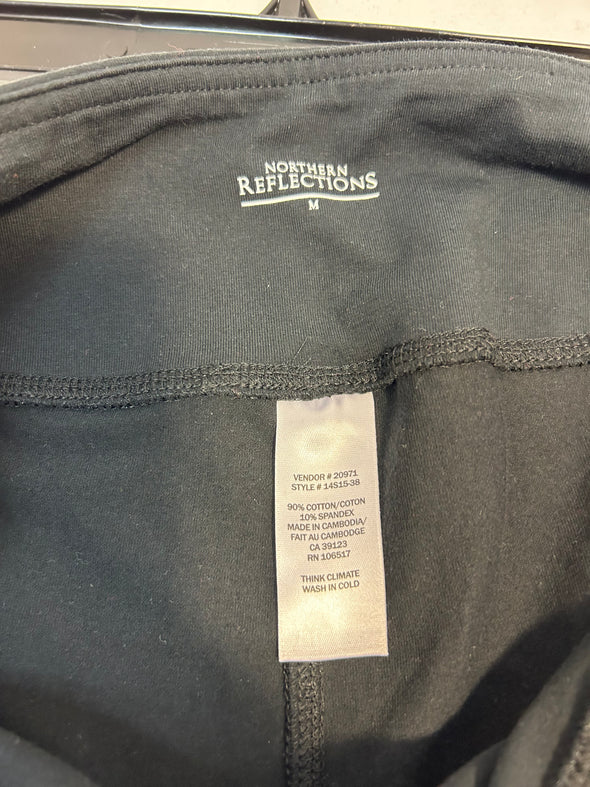 NORTHERN
REFLECTIONS
M
VENDOR # 20971
STYLE # 14S15-38
90% COTTON/COTON
10% SPANDEX
MADE IN CAMBODIA/
FAIT AU CAMBODGE
CA 39123
RN 106517
THINK CLIMATE
WASH IN COLD